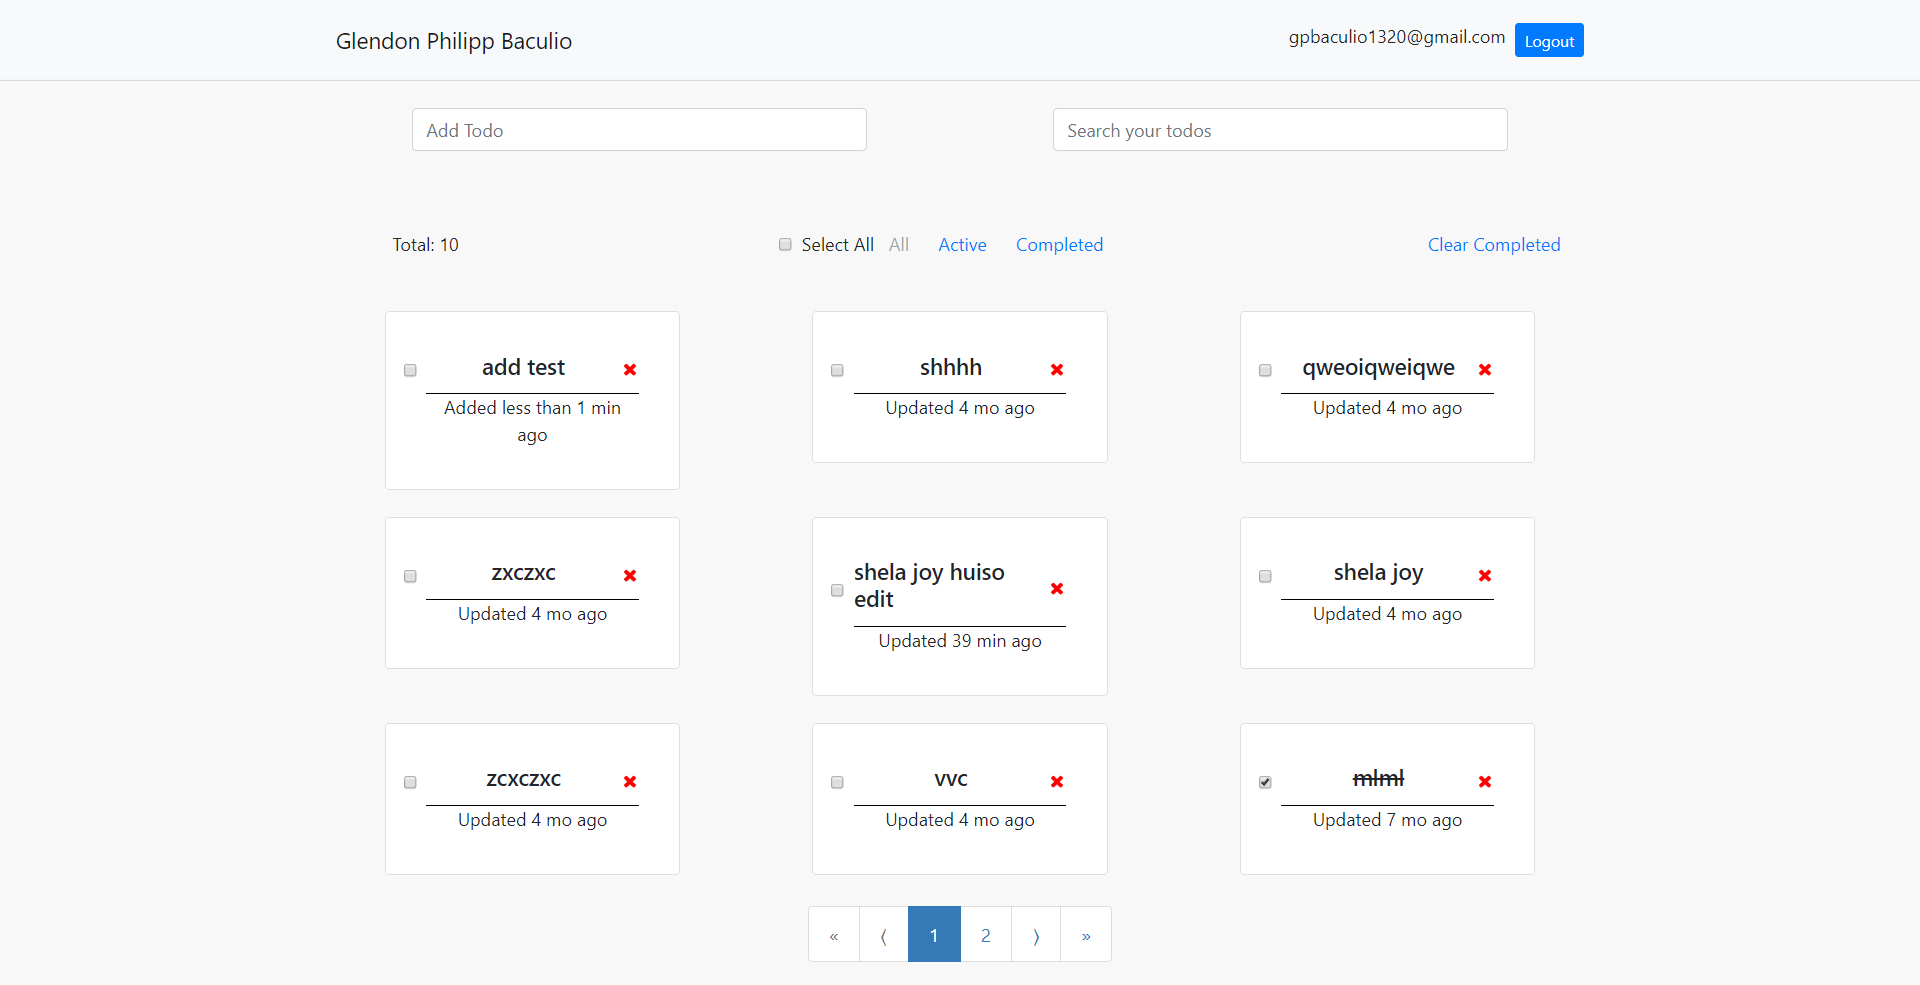 Glendon Philipp Baculio
gpbaculio1320@gmail.com
Logout
Add Todo
Search your todos
Total: 10
Select All
All
Active
Completed
Clear Completed
add test
Added less than 1 min
ago
shhhh
Updated 4 mo ago
qweoiqweiqwe
Updated 4 mo ago
zxczxc
Updated 4 mo ago
shela joy huiso
edit
Updated 39 min ago
shela joy
Updated 4 mo ago
zcxczxc
Updated 4 mo ago
vvc
Updated 4 mo ago
mlml
Updated 7 mo ago
« ⟨ 1 2 ⟩ »